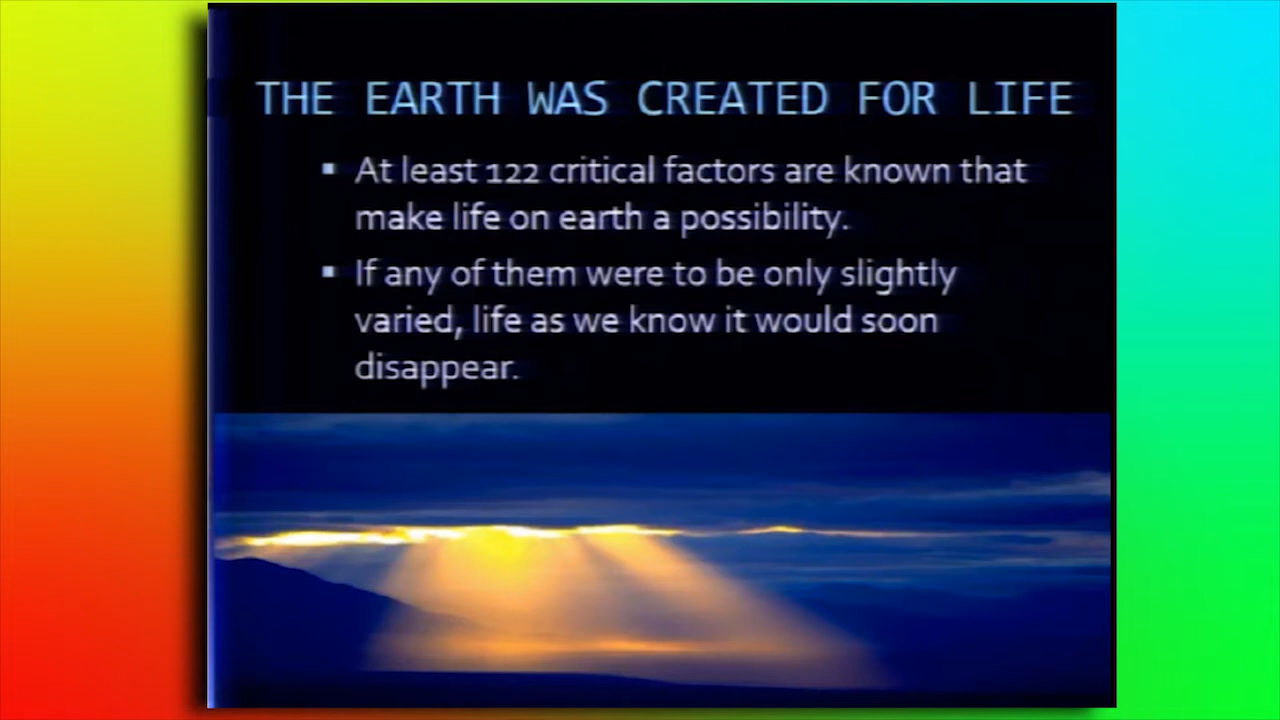 THE EARTH WAS CREATED FOR LIFE
▪ At least 122 critical factors are known that
make life on earth a possibility.
▪ If any of them were to be only slightly
varied, life as we know it would soon
disappear.